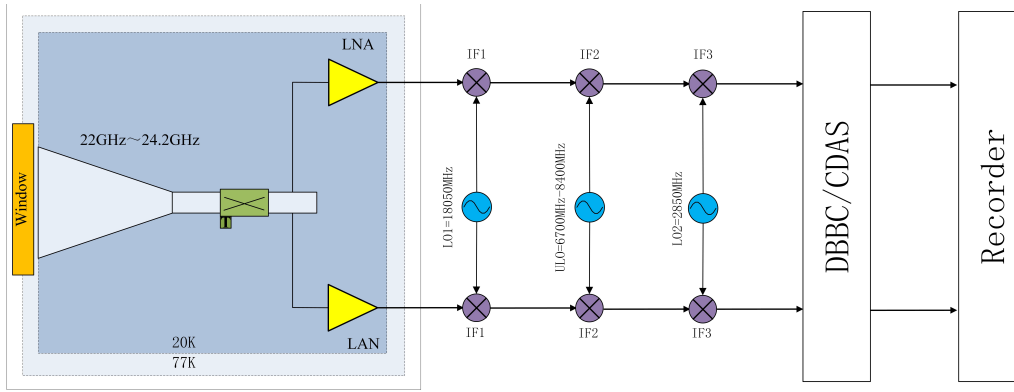 LNA
22GHz～24.2GHz
Window
LAN
20K
77K
IF1
IF2
IF3
LO1=18050MHz
ULO=6700MHz-8400MHz
LO2=2850MHz
IF1
IF2
IF3
DBBC/CDAS
Recorder